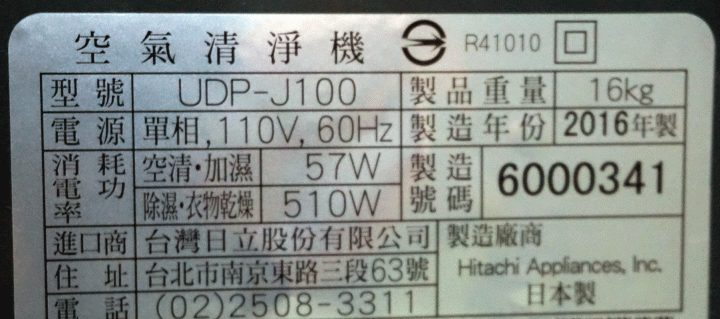 空氣清淨機 R41010
型號 UDP-J100 製品重量 16kg
電源 單相,110V,60Hz 製造年份 2016年製
消耗電功率 空清·加濕 57W 製造號碼 6000341
除濕·衣物乾燥 510W
進口商 台灣日立股份有限公司 製造廠商
住址 台北市南京東路三段63號 Hitachi Appliances, Inc.
電話 (02)2508-3311 日本製